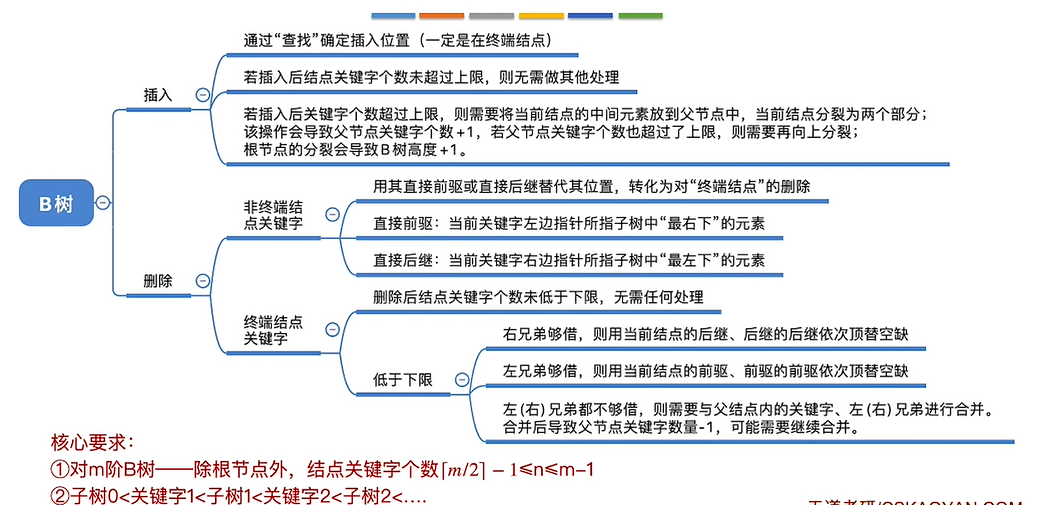 通过“查找”确定插入位置（一定是在终端结点）
若插入后结点关键字个数未超过上限，则无需做其他处理
插入
若插入后关键字个数超过上限，则需要将当前结点的中间元素放到父节点中，当前结点分裂为两个部分；
该操作会导致父节点关键字个数+1，若父节点关键字个数也超过了上限，则需要再向上分裂；
根节点的分裂会导致B树高度+1。
B树
删除
非终端结
点关键字
用其直接前驱或直接后继替代其位置，转化为对“终端结点”的删除
直接前驱：当前关键字左边指针所指子树中“最右下”的元素
直接后继：当前关键字右边指针所指子树中“最左下”的元素
终端结点
关键字
删除后结点关键字个数未低于下限，无需任何处理
低于下限
右兄弟够借，则用当前结点的后继、后继的后继依次顶替空缺
左兄弟够借，则用当前结点的前驱、前驱的前驱依次顶替空缺
左(右)兄弟都不够借，则需要与父结点内的关键字、左(右)兄弟进行合并。
合并后导致父节点关键字数量-1，可能需要继续合并。
核心要求：
①对m阶B树——除根节点外，结点关键字个数⌈m/2⌉ − 1≤n≤m−1
②子树0<关键字1<子树1<关键字2<子树2<....